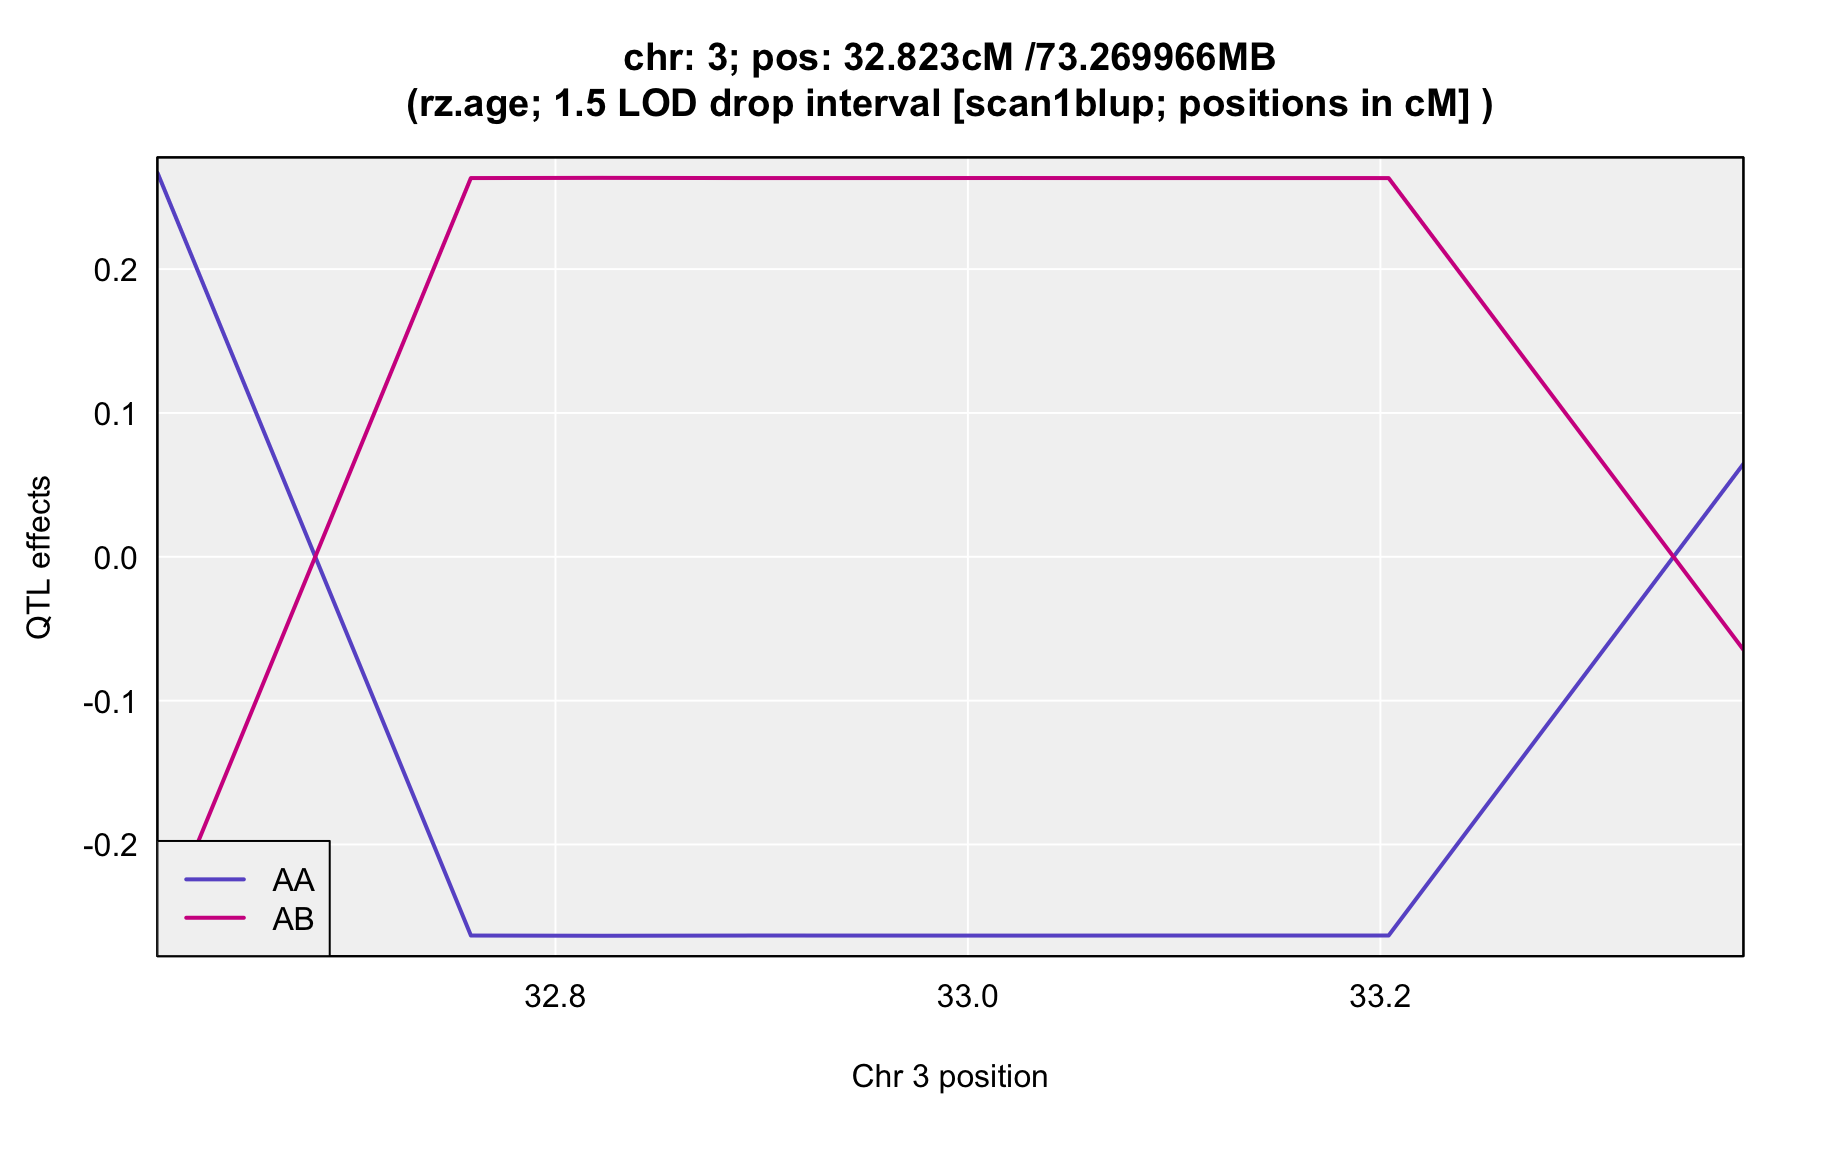 chr: 3; pos: 32.823cM /73.269966MB
(rz.age; 1.5 LOD drop interval [scan1blup; positions in cM] )
QTL effects
0.2
0.1
0.0
-0.1
-0.2
AA
AB
32.8 33.0 33.2
Chr 3 position